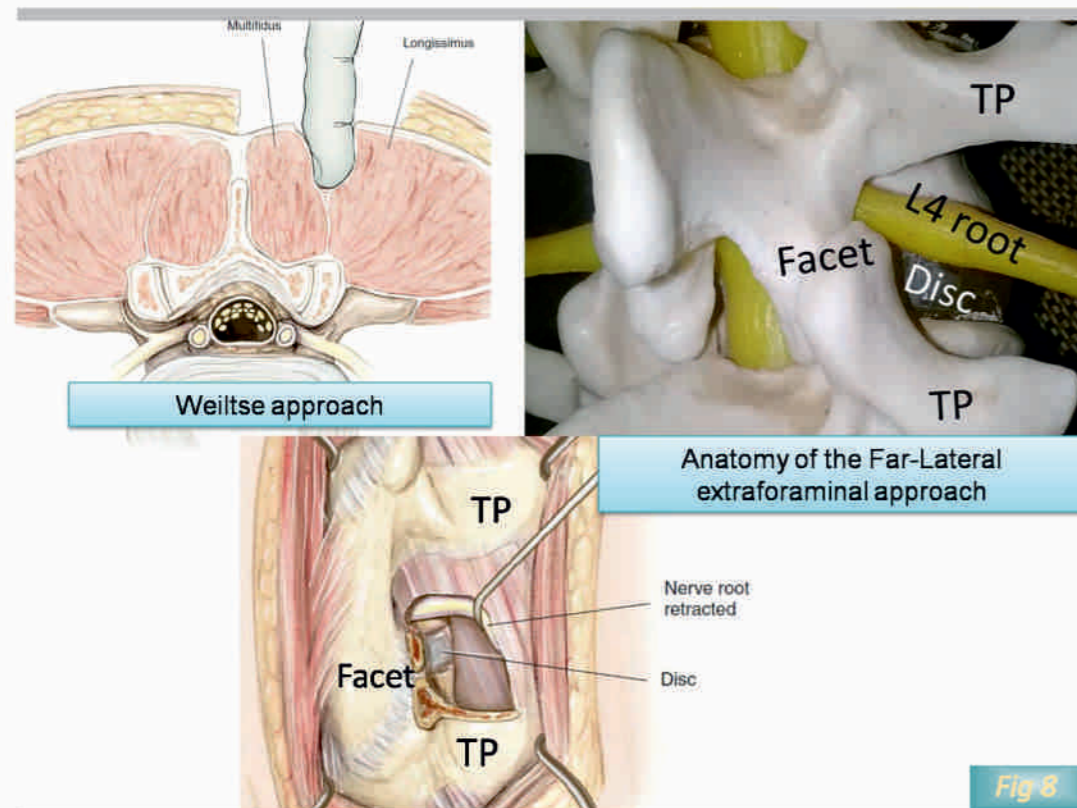 Multifidus
Longissimus
Weiltse approach
TP
L4 root
Facet
Disc
TP
Anatomy of the Far-Lateral
extraforaminal approach
TP
Nerve root
retracted
Disc
Facet
TP
Fig 8